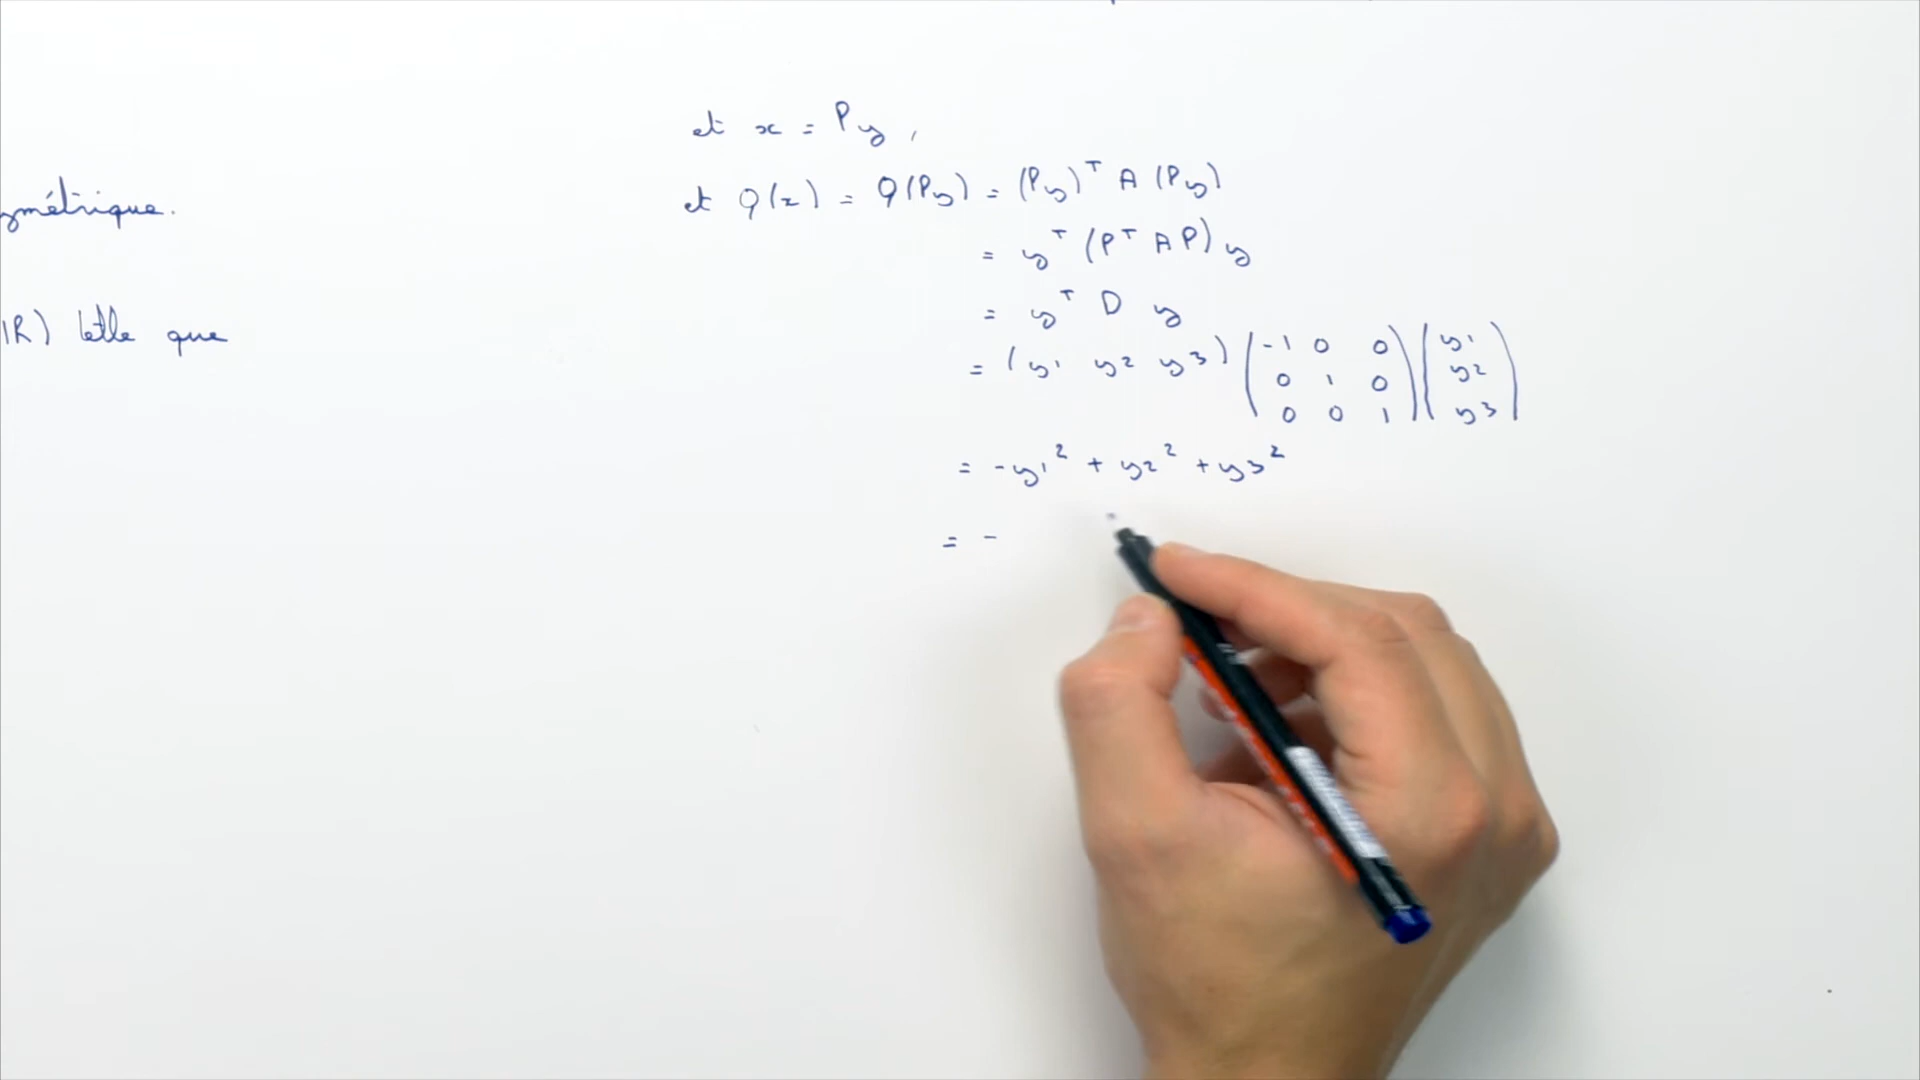 et x = Py,
et Q(x) = Q(Py) = (Py)ᵀ A (Py)
= yᵀ (Pᵀ A P) y
= yᵀ D y
= (y1 y2 y3) (-1 0 0) (y1)
0 1 0 y2
0 0 1 y3
= -y1² + y2² + y3²
= -
ymétrique.
IR) telle que